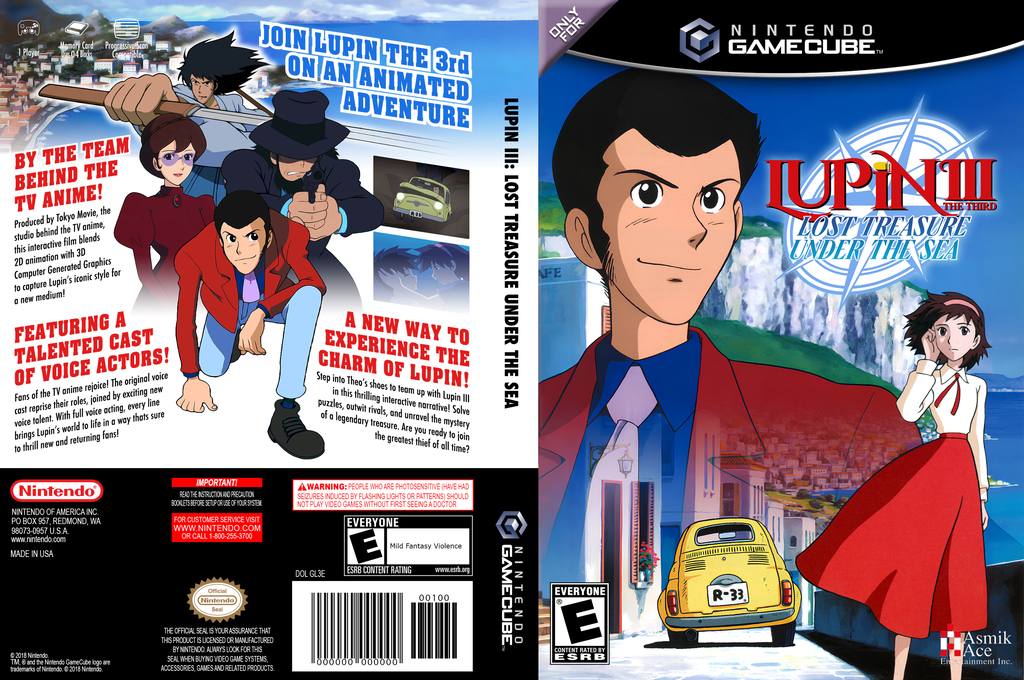 1 Player
Memory Card
Progressive Scan
Compatible
JOIN LUPIN THE 3rd
ON AN ANIMATED
ADVENTURE
BY THE TEAM
BEHIND THE
TV ANIME!
Produced by Tokyo Movie, the
studio behind the TV anime,
this interactive film blends
2D animation with 3D
Computer Generated Graphics
to capture Lupin's iconic style for
a new medium!
FEATURING A
TALENTED CAST
OF VOICE ACTORS!
Fans of the TV anime rejoice! The original voice
cast reprise their roles, joined by exciting new
voice talent. With full voice acting, every line
brings Lupin's world to life in a way thats sure
to thrill new and returning fans!
A NEW WAY TO
EXPERIENCE THE
CHARM OF LUPIN!
Step into Theo's shoes to team up with Lupin III
in this thrilling interactive narrative! Solve
puzzles, outwit rivals, and unravel the mystery
of a legendary treasure. Are you ready to join
the greatest thief of all time?
Nintendo®
NINTENDO OF AMERICA INC.
PO BOX 957, REDMOND, WA
98073-0957 U.S.A.
www.nintendo.com
MADE IN USA
IMPORTANT!
READ THE INSTRUCTION AND PRECAUTION
BOOKLETS BEFORE SETUP OR USE OF YOUR SYSTEM
FOR CUSTOMER SERVICE VISIT
WWW.NINTENDO.COM
OR CALL 1-800-255-3700
WARNING: PEOPLE WHO ARE PHOTOSENSITIVE (HAVE HAD
SEIZURES INDUCED BY FLASHING LIGHTS OR PATTERNS) SHOULD
NOT PLAY VIDEO GAMES WITHOUT FIRST SEEING A DOCTOR
EVERYONE
E
Mild Fantasy Violence
ESRB CONTENT RATING www.esrb.org
DOL GL3E
Official
Nintendo
Seal
THE OFFICIAL SEAL IS YOUR ASSURANCE THAT
THIS PRODUCT IS LICENSED OR MANUFACTURED
BY NINTENDO. ALWAYS LOOK FOR THIS
SEAL WHEN BUYING VIDEO GAME SYSTEMS,
ACCESSORIES, GAMES AND RELATED PRODUCTS.
00100
0 000000 000000 0
© 2018 Nintendo.
TM, ® and the Nintendo GameCube logo are
trademarks of Nintendo. © 2018 Nintendo.
LUPIN III: LOST TREASURE UNDER THE SEA
NINTENDO
GAMECUBE™
ONLY
FOR
NINTENDO
GAMECUBE™
LUPIN III
THE THIRD
LOST TREASURE
UNDER THE SEA
R-33
EVERYONE
E
CONTENT RATED BY
ESRB
Asmik
Ace
Entertainment Inc.